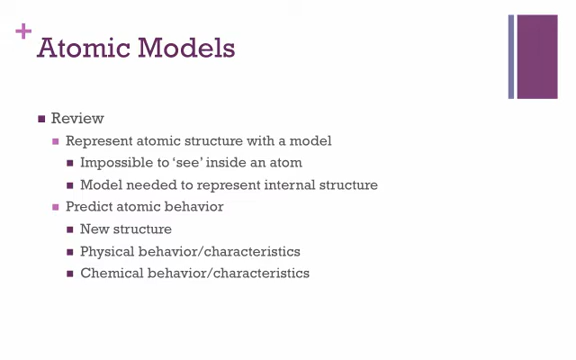 +
Atomic Models
Review
Represent atomic structure with a model
Impossible to ‘see’ inside an atom
Model needed to represent internal structure
Predict atomic behavior
New structure
Physical behavior/characteristics
Chemical behavior/characteristics